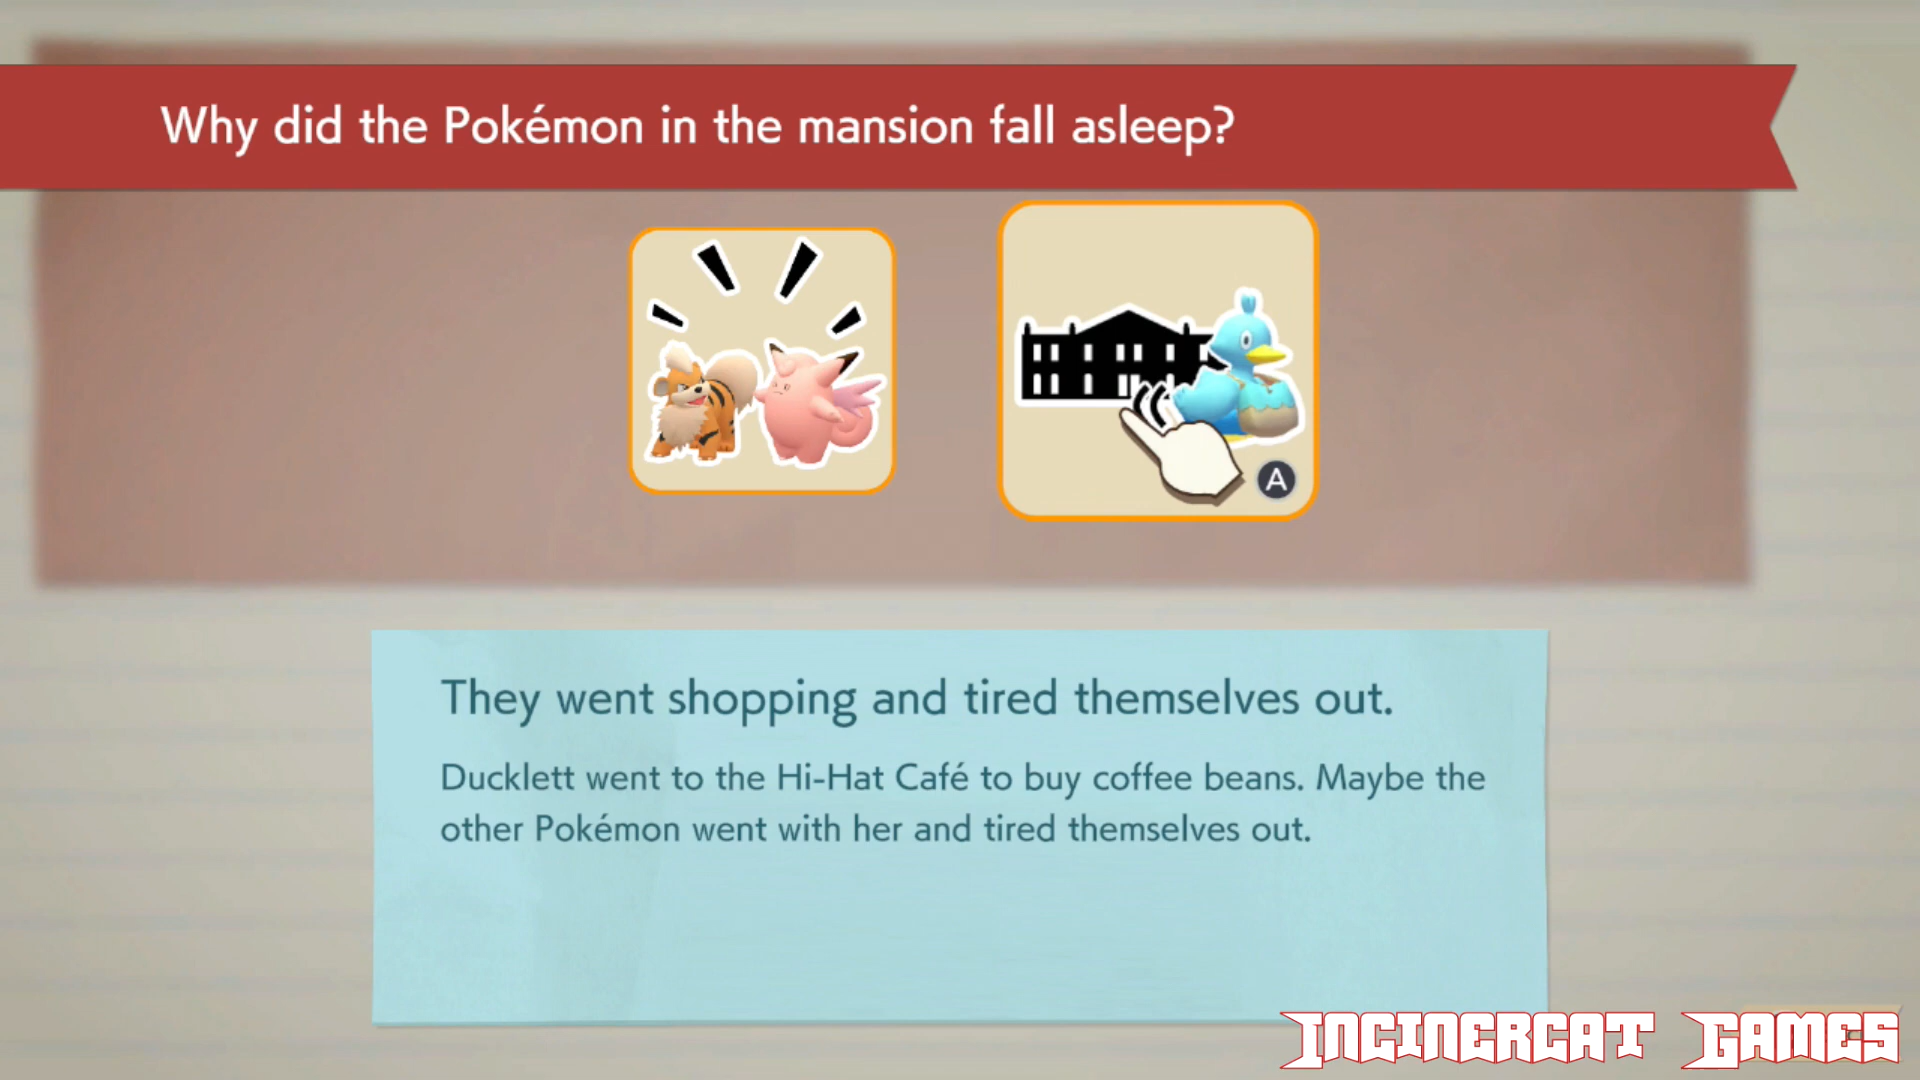 Why did the Pokémon in the mansion fall asleep?
A
They went shopping and tired themselves out.
Ducklett went to the Hi-Hat Café to buy coffee beans. Maybe the
other Pokémon went with her and tired themselves out.
INCINERCAT GAMES